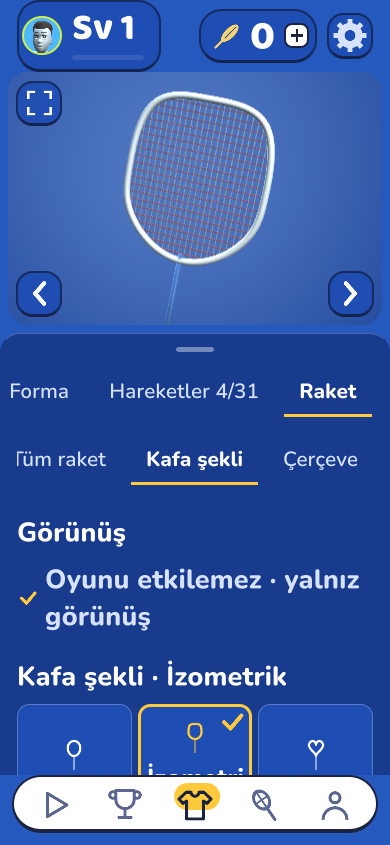 Sv 1
0
Forma Hareketler 4/31 Raket
Tüm raket Kafa şekli Çerçeve
Görünüş
Oyunu etkilemez · yalnız
görünüş
Kafa şekli · İzometrik